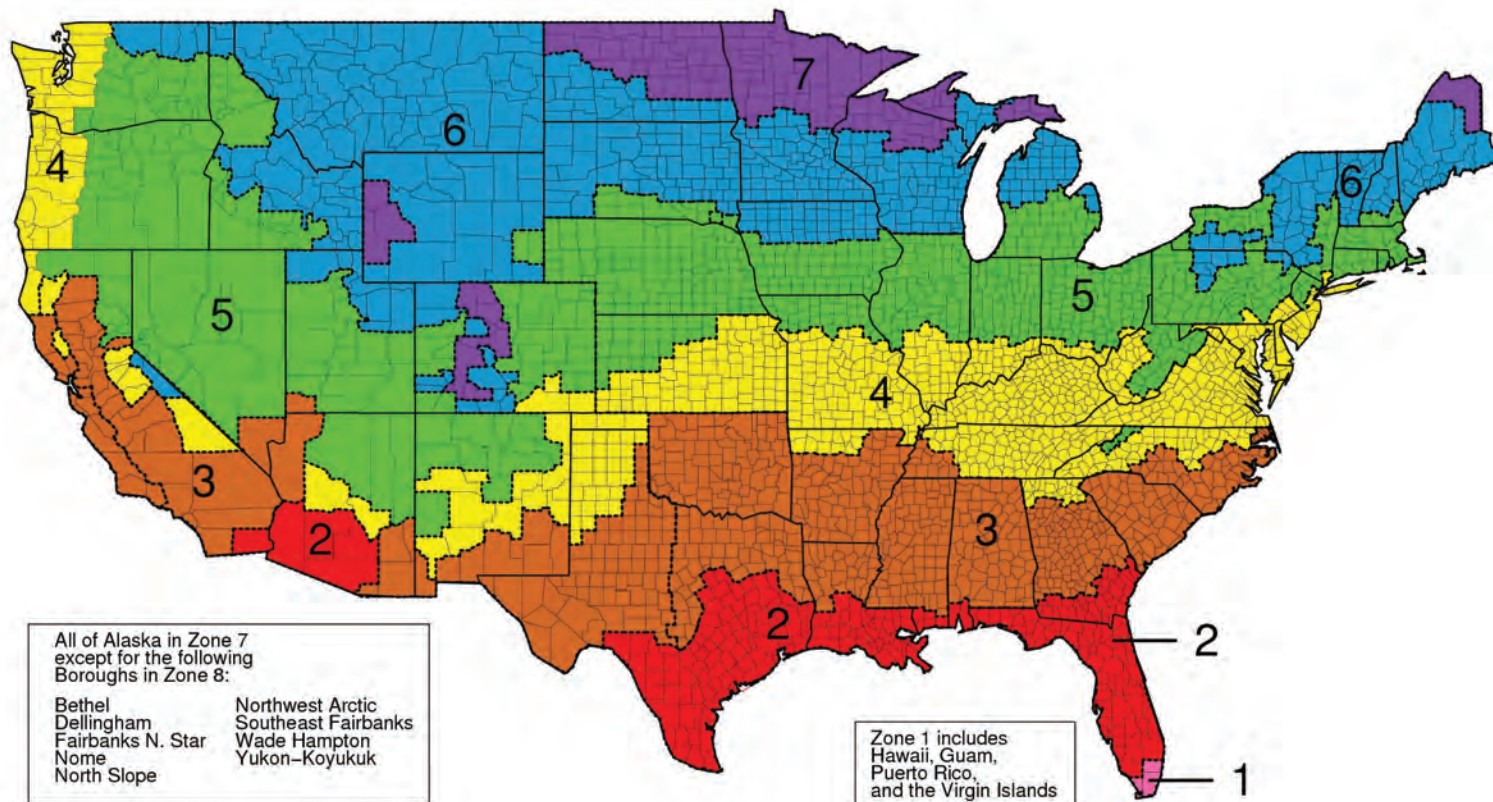 7
6
4
6
5
5
4
3
3
2
2
2
1
All of Alaska in Zone 7
except for the following
Boroughs in Zone 8:
Bethel Northwest Arctic
Dellingham Southeast Fairbanks
Fairbanks N. Star Wade Hampton
Nome Yukon–Koyukuk
North Slope
Zone 1 includes
Hawaii, Guam,
Puerto Rico,
and the Virgin Islands